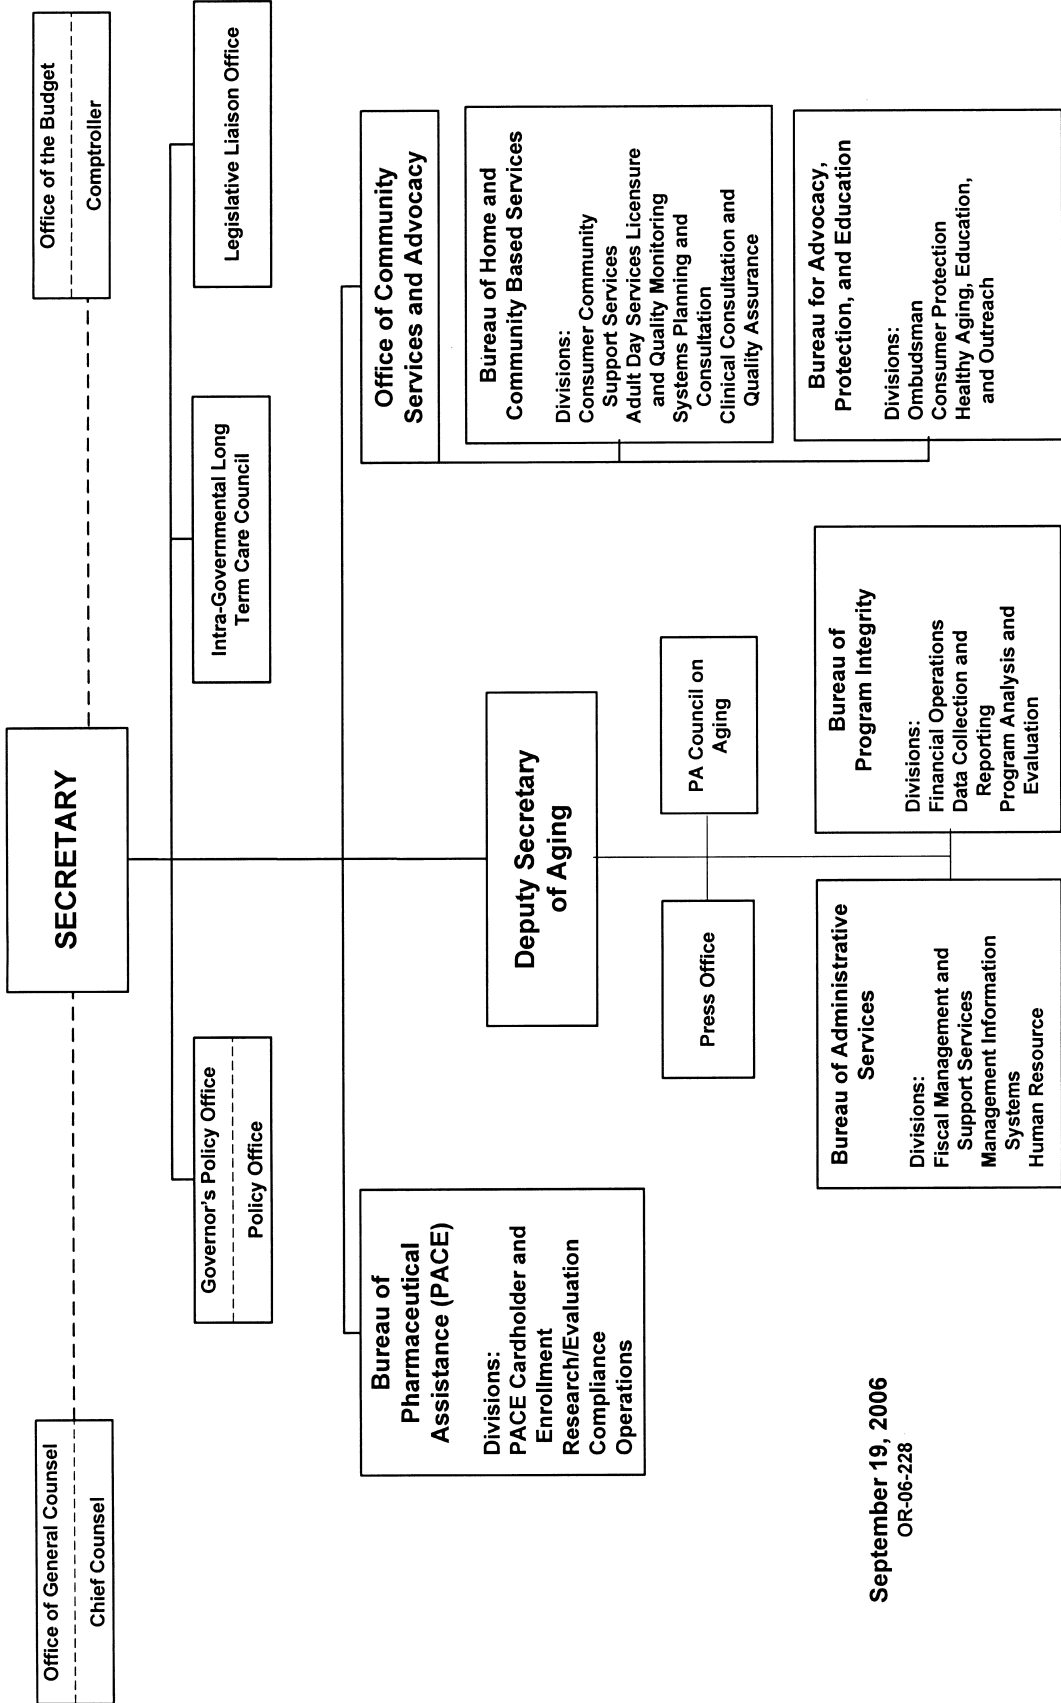 Office of General Counsel
Chief Counsel
SECRETARY
Office of the Budget
Comptroller
Governor's Policy Office
Policy Office
Intra-Governmental Long
Term Care Council
Legislative Liaison Office
Bureau of
Pharmaceutical
Assistance (PACE)
Divisions:
PACE Cardholder and
Enrollment
Research/Evaluation
Compliance
Operations
Deputy Secretary
of Aging
Office of Community
Services and Advocacy
Bureau of Home and
Community Based Services
Divisions:
Consumer Community
Support Services
Adult Day Services Licensure
and Quality Monitoring
Systems Planning and
Consultation
Clinical Consultation and
Quality Assurance
Press Office
PA Council on
Aging
Bureau of Administrative
Services
Divisions:
Fiscal Management and
Support Services
Management Information
Systems
Human Resource
Bureau of
Program Integrity
Divisions:
Financial Operations
Data Collection and
Reporting
Program Analysis and
Evaluation
Bureau for Advocacy,
Protection, and Education
Divisions:
Ombudsman
Consumer Protection
Healthy Aging, Education,
and Outreach
September 19, 2006
OR-06-228